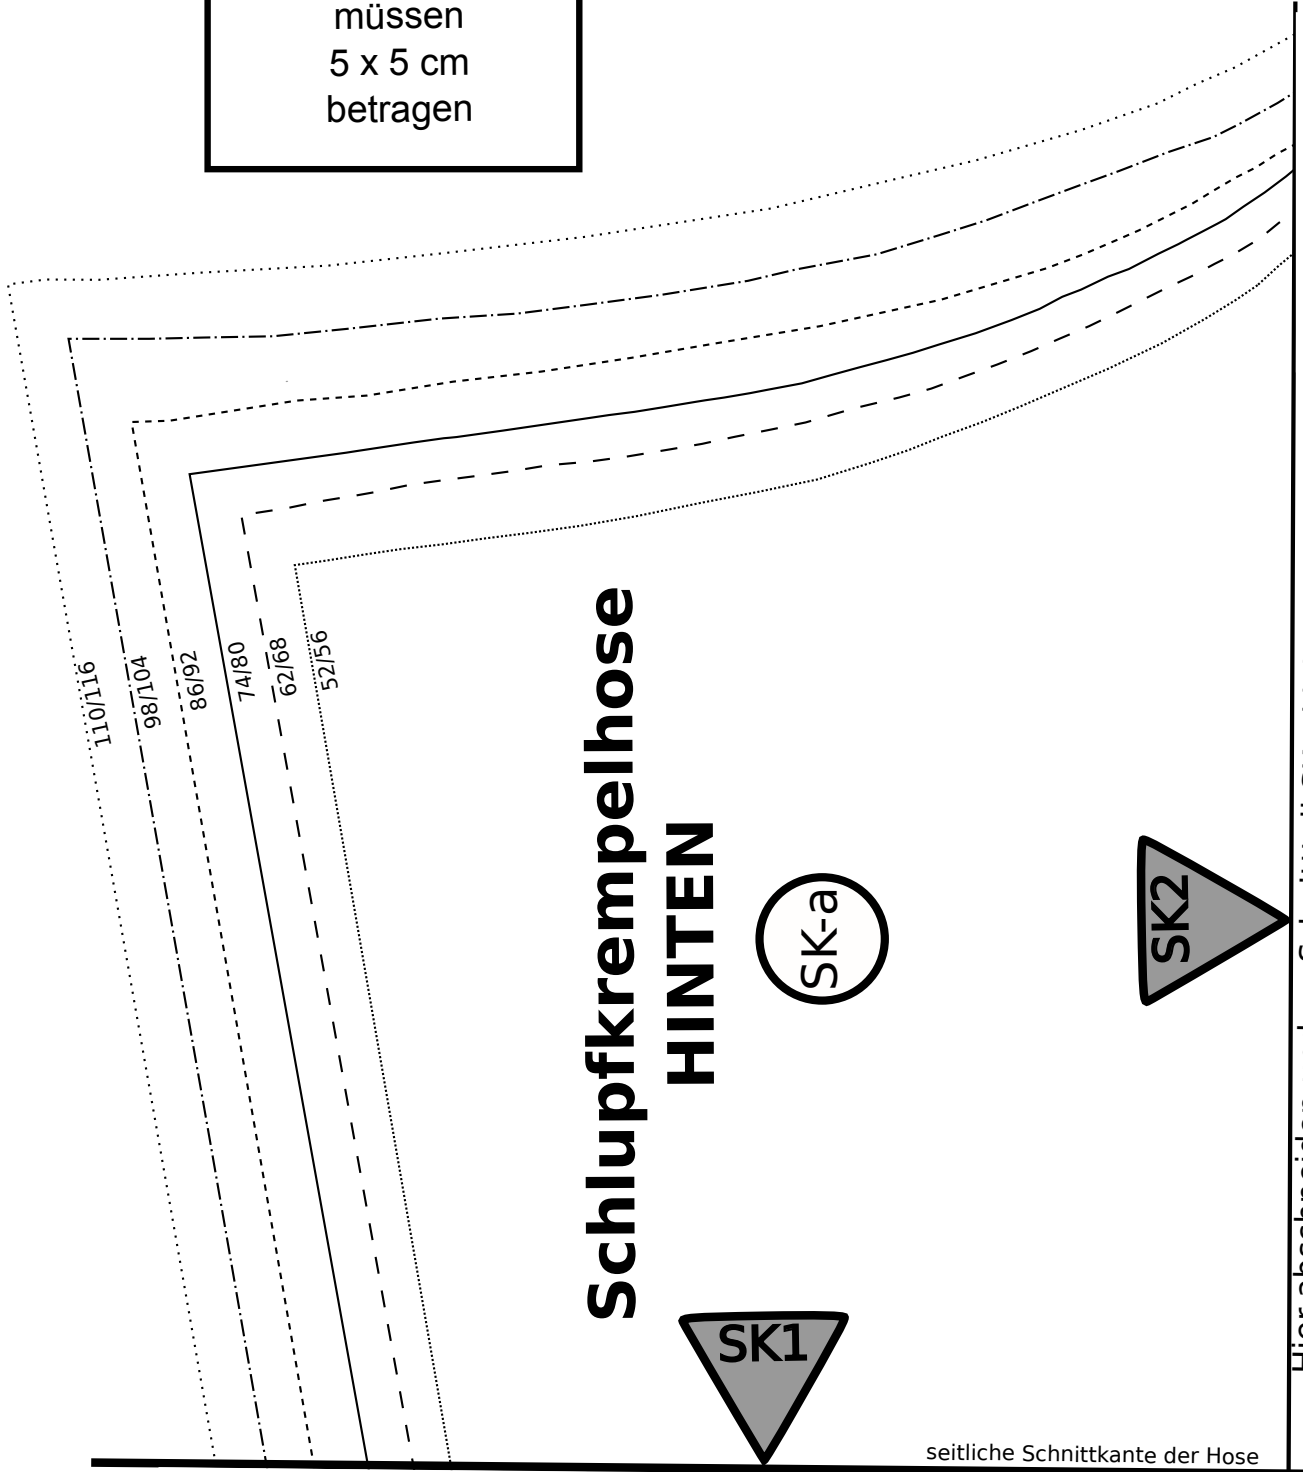 müssen
5 x 5 cm
betragen
110/116
98/104
86/92
74/80
62/68
52/56
Schlupfkrempelhose
HINTEN
SK-a
SK2
SK1
seitliche Schnittkante der Hose